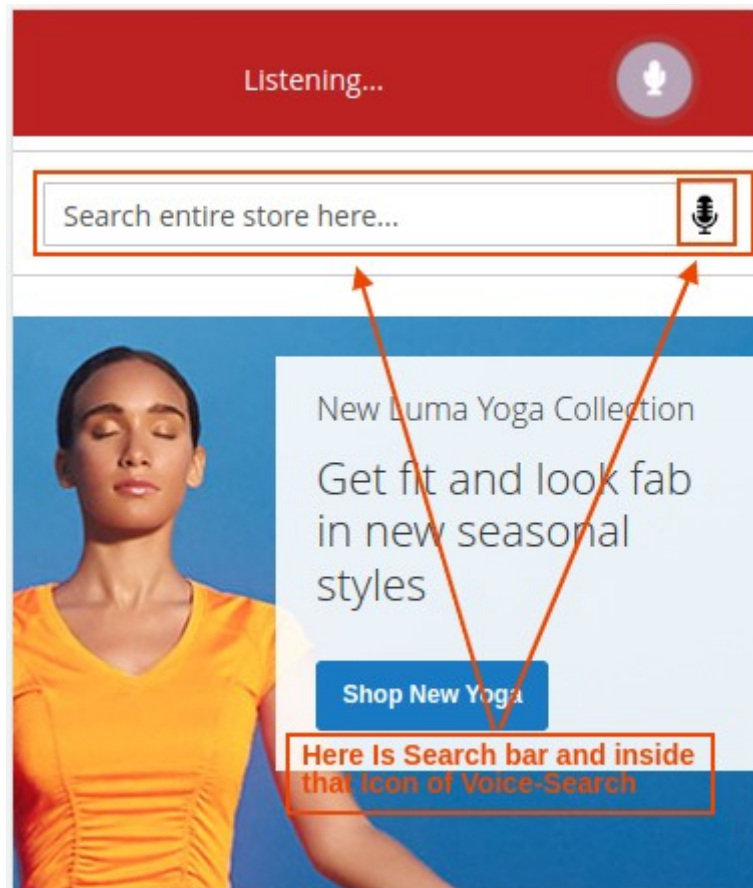 Listening...
Search entire store here...
New Luma Yoga Collection
Get fit and look fab
in new seasonal
styles
Shop New Yoga
Here Is Search bar and inside
that Icon of Voice-Search